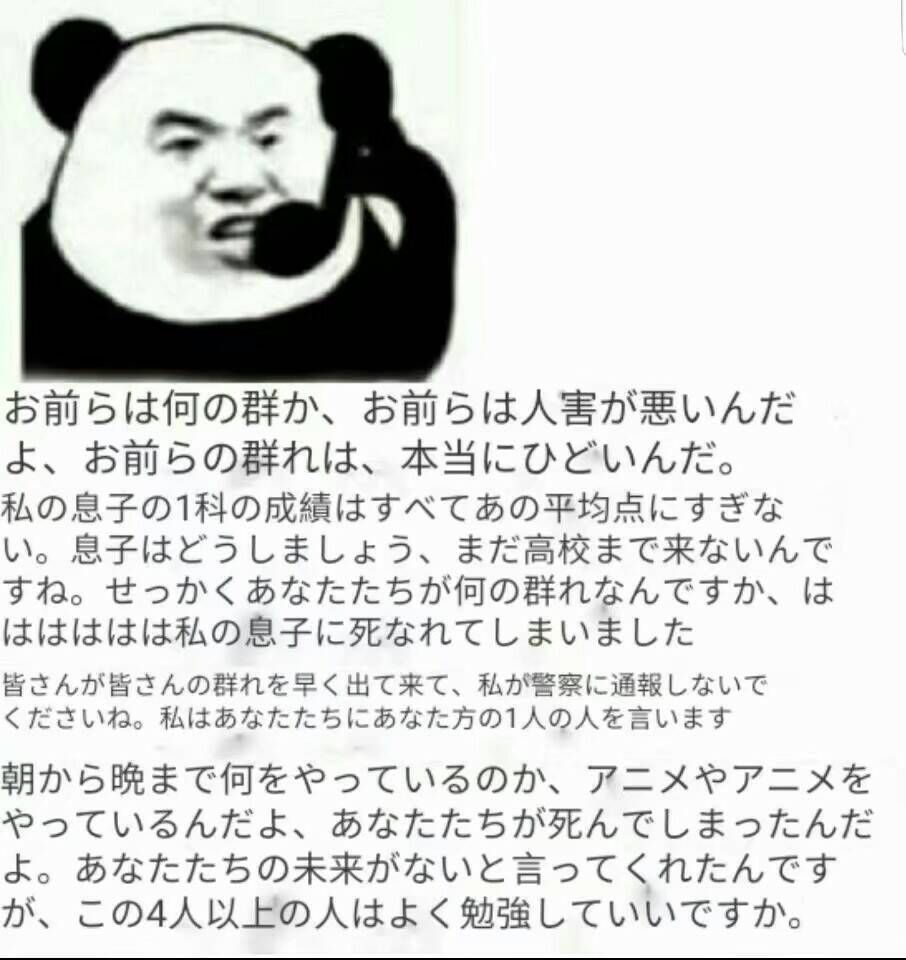 お前らは何の群か、お前らは人害が悪いんだ
よ、お前らの群れは、本当にひどいんだ。
私の息子の1科の成績はすべてあの平均点にすぎな
い。息子はどうしましょう、まだ高校まで来ないんで
すね。せっかくあなたたちが何の群れなんですか、は
ははははは私の息子に死なれてしまいました
皆さんが皆さんの群れを早く出て来て、私が警察に通報しないで
くださいね。私はあなたたちにあなた方の1人の人を言います
朝から晩まで何をやっているのか、アニメやアニメを
やっているんだよ、あなたたちが死んでしまったんだ
よ。あなたたちの未来がないと言ってくれたんです
が、この4人以上の人はよく勉強していいですか。